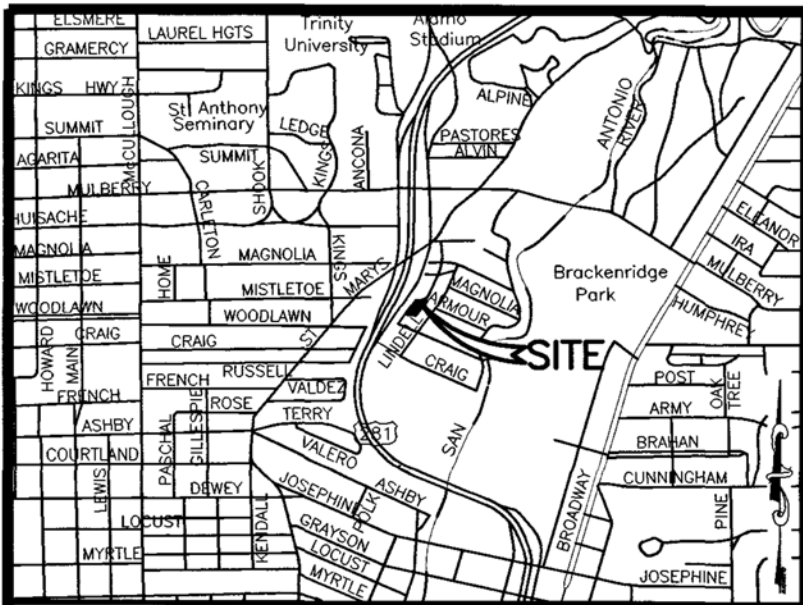 ELSMERE
LAUREL HGTS
Trinity
University
Alamo
Stadium
GRAMERCY
KINGS HWY
McCULLOUGH
St. Anthony
Seminary
SHOOK
LEDGE
KINGS
ANCONA
ALPINE
PASTORES
ALVIN
ANTONIO
RIVER
SUMMIT
SUMMIT
AGARITA
MULBERRY
CARLETON
HUISACHE
MAGNOLIA
MAGNOLIA
KINGS
ST MARYS
HOME
MISTLETOE
MISTLETOE
WOODLAWN
WOODLAWN
MAGNOLIA
ARMOUR
Brackenridge
Park
ELEANOR
IRA
MULBERRY
HUMPHREY
CRAIG
CRAIG
LINDELL
CRAIG
SITE
HOWARD
MAIN
RUSSELL
FRENCH
FRENCH
VALDEZ
POST
OAK
TREE
ROSE
TERRY
281
ARMY
ASHBY
PASCHAL
GILLESPIE
SAN
BRAHAN
COURTLAND
VALERO
CUNNINGHAM
LEWIS
DEWEY
JOSEPHINE
POLK
ASHBY
BROADWAY
PINE
LOCUST
KENDALL
GRAYSON
LOCUST
MYRTLE
MYRTLE
JOSEPHINE